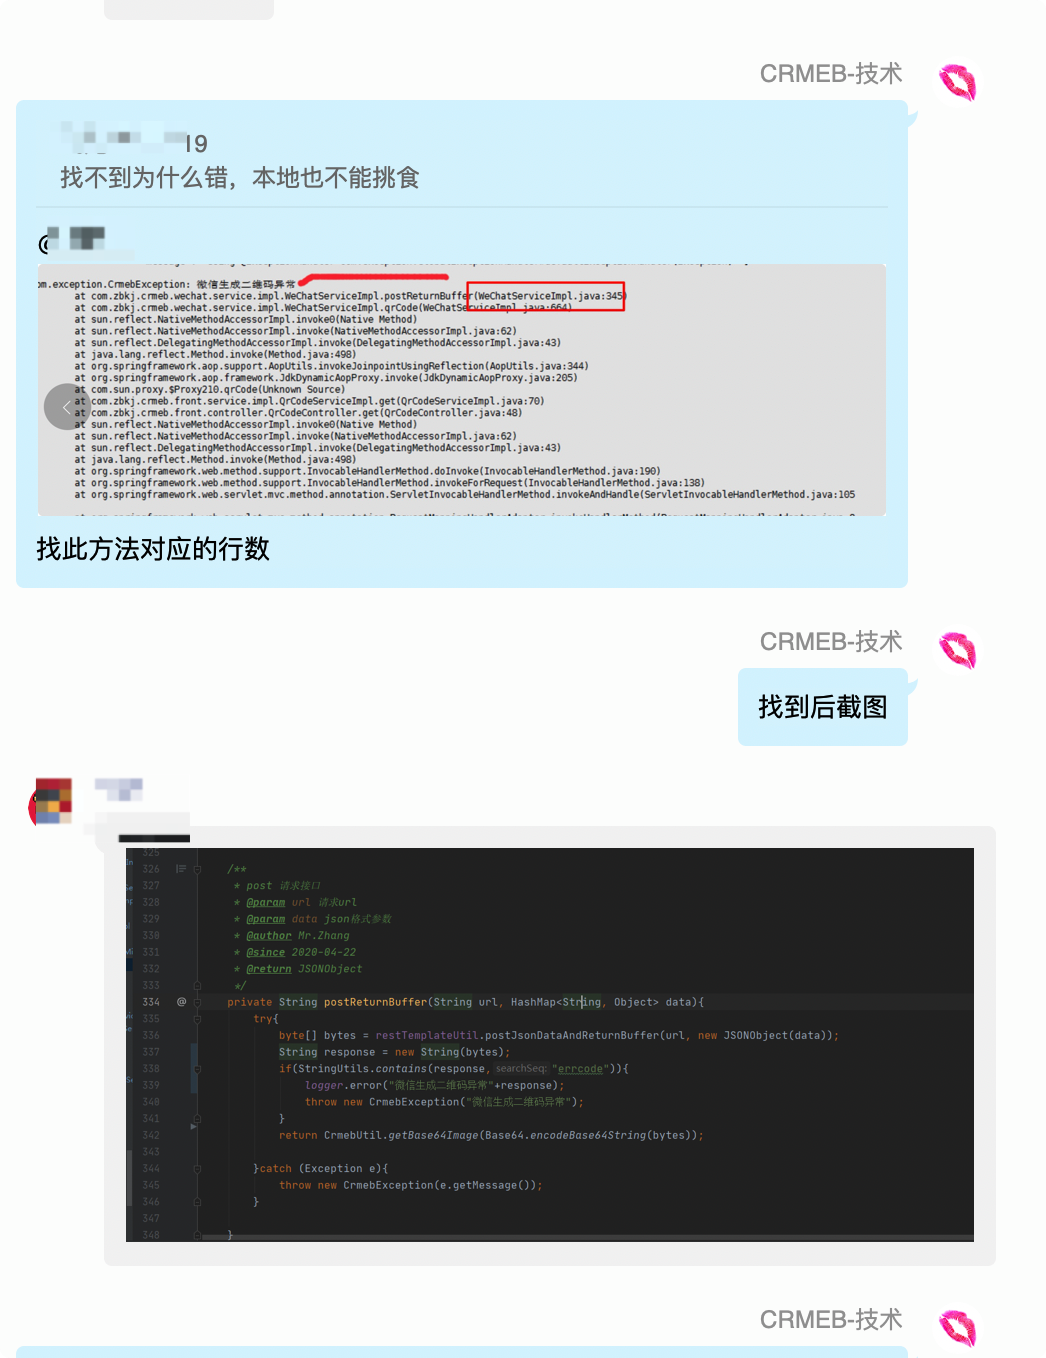 CRMEB-技术
19
找不到为什么错，本地也不能挑食
@
om.exception.CrmebException: 微信生成二维码异常
at com.zbkj.crmeb.wechat.service.impl.WeChatServiceImpl.postReturnBuffer(WeChatServiceImpl.java:345)
at com.zbkj.crmeb.wechat.service.impl.WeChatServiceImpl.qrCode(WeChatServiceImpl.java:664)
at sun.reflect.NativeMethodAccessorImpl.invoke0(Native Method)
at sun.reflect.NativeMethodAccessorImpl.invoke(NativeMethodAccessorImpl.java:62)
at sun.reflect.DelegatingMethodAccessorImpl.invoke(DelegatingMethodAccessorImpl.java:43)
at java.lang.reflect.Method.invoke(Method.java:498)
at org.springframework.aop.support.AopUtils.invokeJoinpointUsingReflection(AopUtils.java:344)
at org.springframework.aop.framework.JdkDynamicAopProxy.invoke(JdkDynamicAopProxy.java:205)
at com.sun.proxy.$Proxy210.qrCode(Unknown Source)
at com.zbkj.crmeb.front.service.impl.QrCodeServiceImpl.get(QrCodeServiceImpl.java:70)
at com.zbkj.crmeb.front.controller.QrCodeController.get(QrCodeController.java:48)
at sun.reflect.NativeMethodAccessorImpl.invoke0(Native Method)
at sun.reflect.NativeMethodAccessorImpl.invoke(NativeMethodAccessorImpl.java:62)
at sun.reflect.DelegatingMethodAccessorImpl.invoke(DelegatingMethodAccessorImpl.java:43)
at java.lang.reflect.Method.invoke(Method.java:498)
at org.springframework.web.method.support.InvocableHandlerMethod.doInvoke(InvocableHandlerMethod.java:190)
at org.springframework.web.method.support.InvocableHandlerMethod.invokeForRequest(InvocableHandlerMethod.java:138)
at org.springframework.web.servlet.mvc.method.annotation.ServletInvocableHandlerMethod.invokeAndHandle(ServletInvocableHandlerMethod.java:105
找此方法对应的行数
CRMEB-技术
找到后截图
325
326 /**
327 * post 请求接口
328 * @param url 请求url
329 * @param data json格式参数
330 * @author Mr.Zhang
331 * @since 2020-04-22
332 * @return JSONObject
333 */
334 @ private String postReturnBuffer(String url, HashMap<String, Object> data){
335 try{
336 byte[] bytes = restTemplateUtil.postJsonDataAndReturnBuffer(url, new JSONObject(data));
337 String response = new String(bytes);
338 if(StringUtils.contains(response, searchSeq: "errcode")){
339 logger.error("微信生成二维码异常"+response);
340 throw new CrmebException("微信生成二维码异常");
341 }
342 return CrmebUtil.getBase64Image(Base64.encodeBase64String(bytes));
343
344 }catch (Exception e){
345 throw new CrmebException(e.getMessage());
346 }
347
348 }
CRMEB-技术